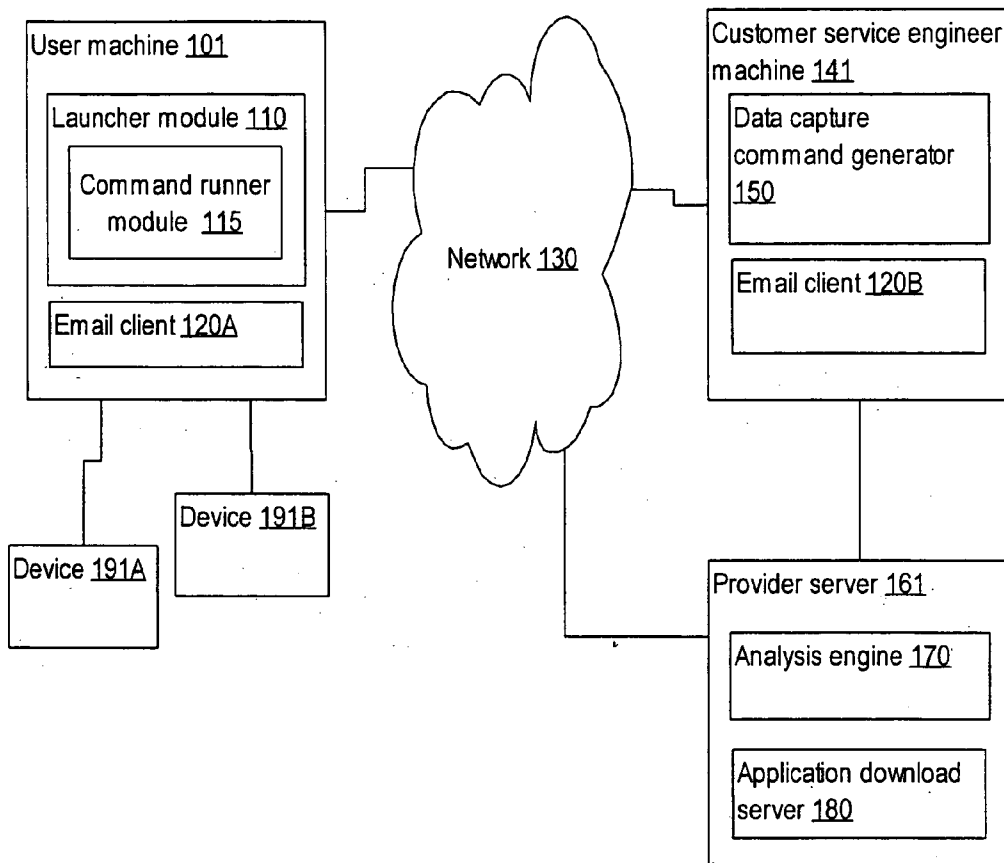 User machine 101
Launcher module 110
Command runner
module 115
Email client 120A
Device 191A
Device 191B
Network 130
Customer service engineer
machine 141
Data capture
command generator
150
Email client 120B
Provider server 161
Analysis engine 170
Application download
server 180